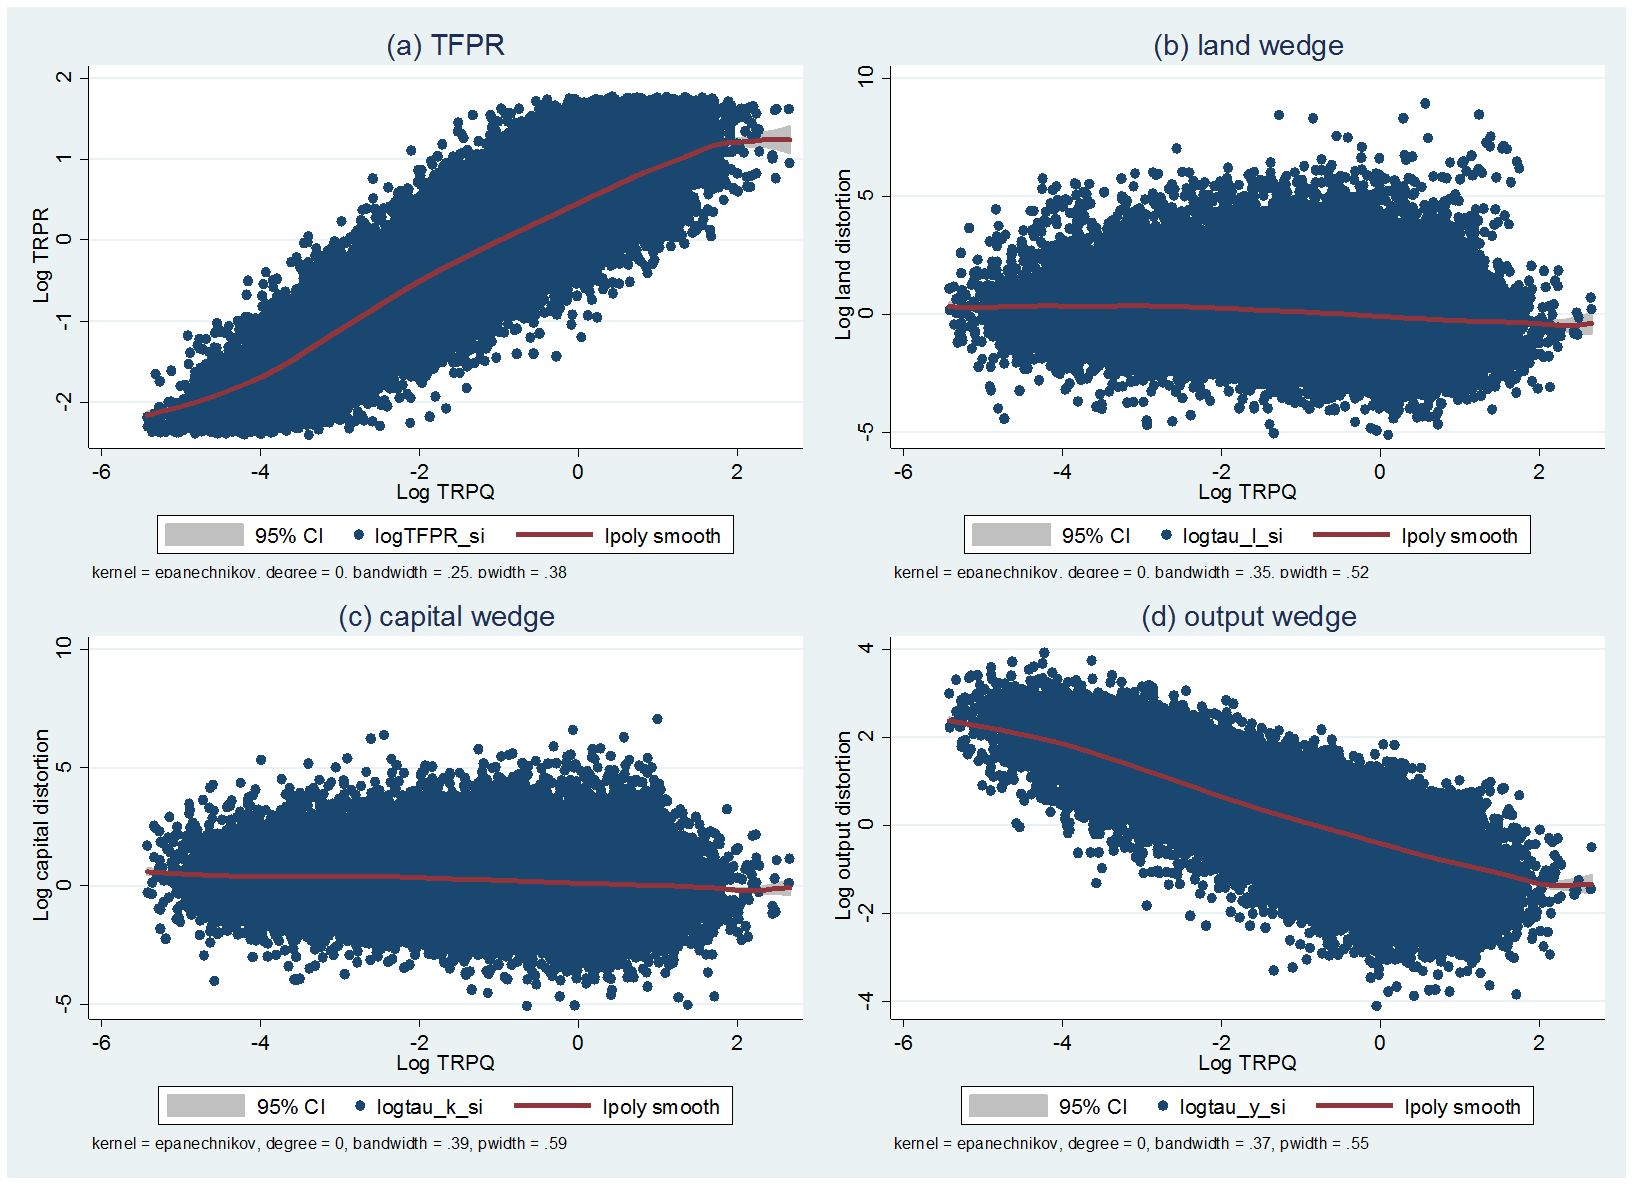 (a) TFPR
2
1
0
-1
-2
Log TRPR
-6 -4 -2 0 2
Log TRPQ
95% CI logTFPR_si lpoly smooth
kernel = epanechnikov, degree = 0, bandwidth = .25, pwidth = .38
(b) land wedge
10
5
0
-5
Log land distortion
-6 -4 -2 0 2
Log TRPQ
95% CI logtau_l_si lpoly smooth
kernel = epanechnikov, degree = 0, bandwidth = .35, pwidth = .52
(c) capital wedge
10
5
0
-5
Log capital distortion
-6 -4 -2 0 2
Log TRPQ
95% CI logtau_k_si lpoly smooth
kernel = epanechnikov, degree = 0, bandwidth = .39, pwidth = .59
(d) output wedge
4
2
0
-2
-4
Log output distortion
-6 -4 -2 0 2
Log TRPQ
95% CI logtau_y_si lpoly smooth
kernel = epanechnikov, degree = 0, bandwidth = .37, pwidth = .55